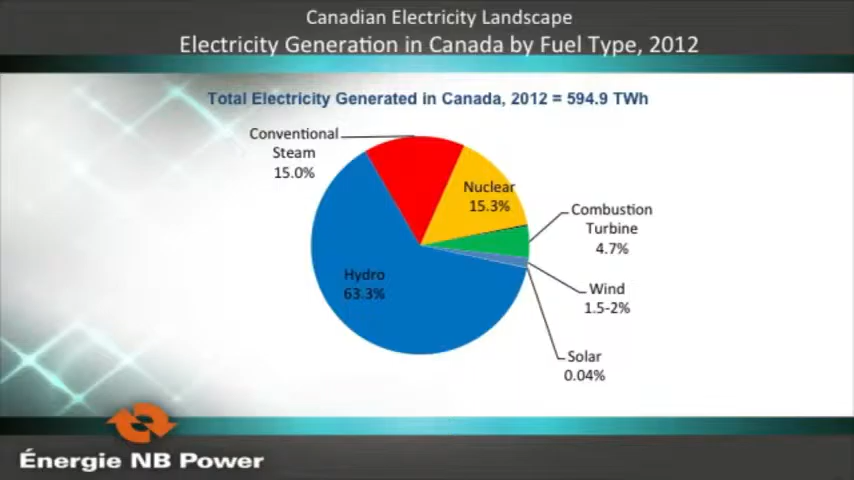 Canadian Electricity Landscape
Electricity Generation in Canada by Fuel Type, 2012
Total Electricity Generated in Canada, 2012 = 594.9 TWh
Conventional
Steam
15.0%
Nuclear
15.3%
Combustion
Turbine
4.7%
Hydro
63.3%
Wind
1.5-2%
Solar
0.04%
Énergie NB Power